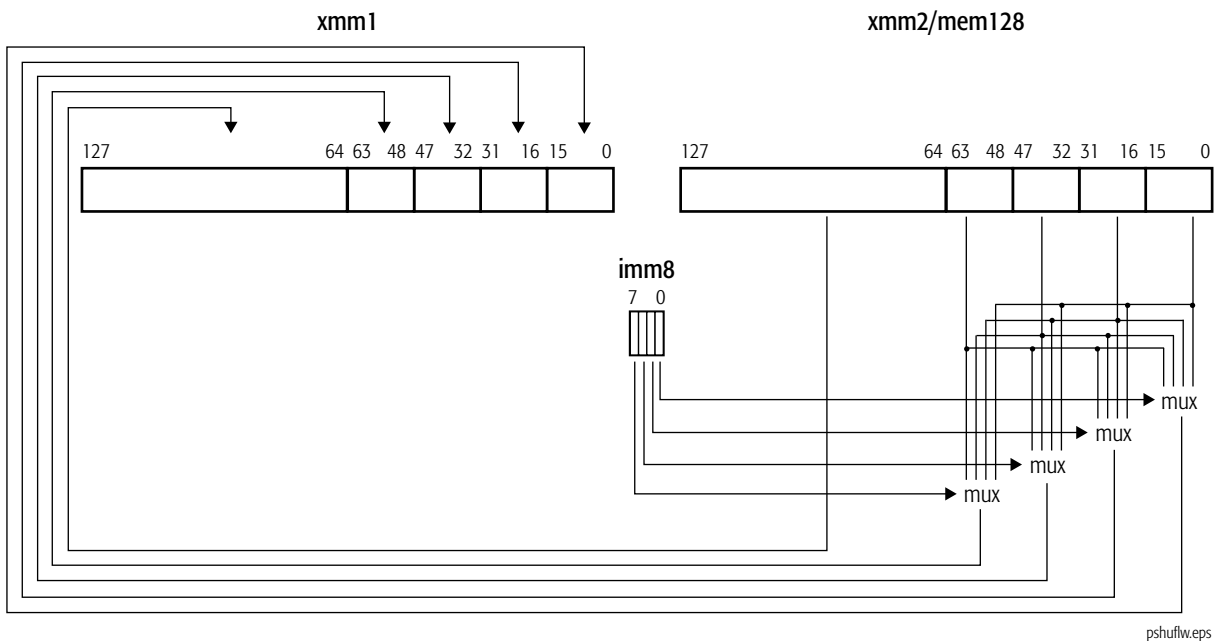 xmm1 xmm2/mem128
127 64 63 48 47 32 31 16 15 0 127 64 63 48 47 32 31 16 15 0
imm8
7 0
mux
mux
mux
mux
pshuflw.eps